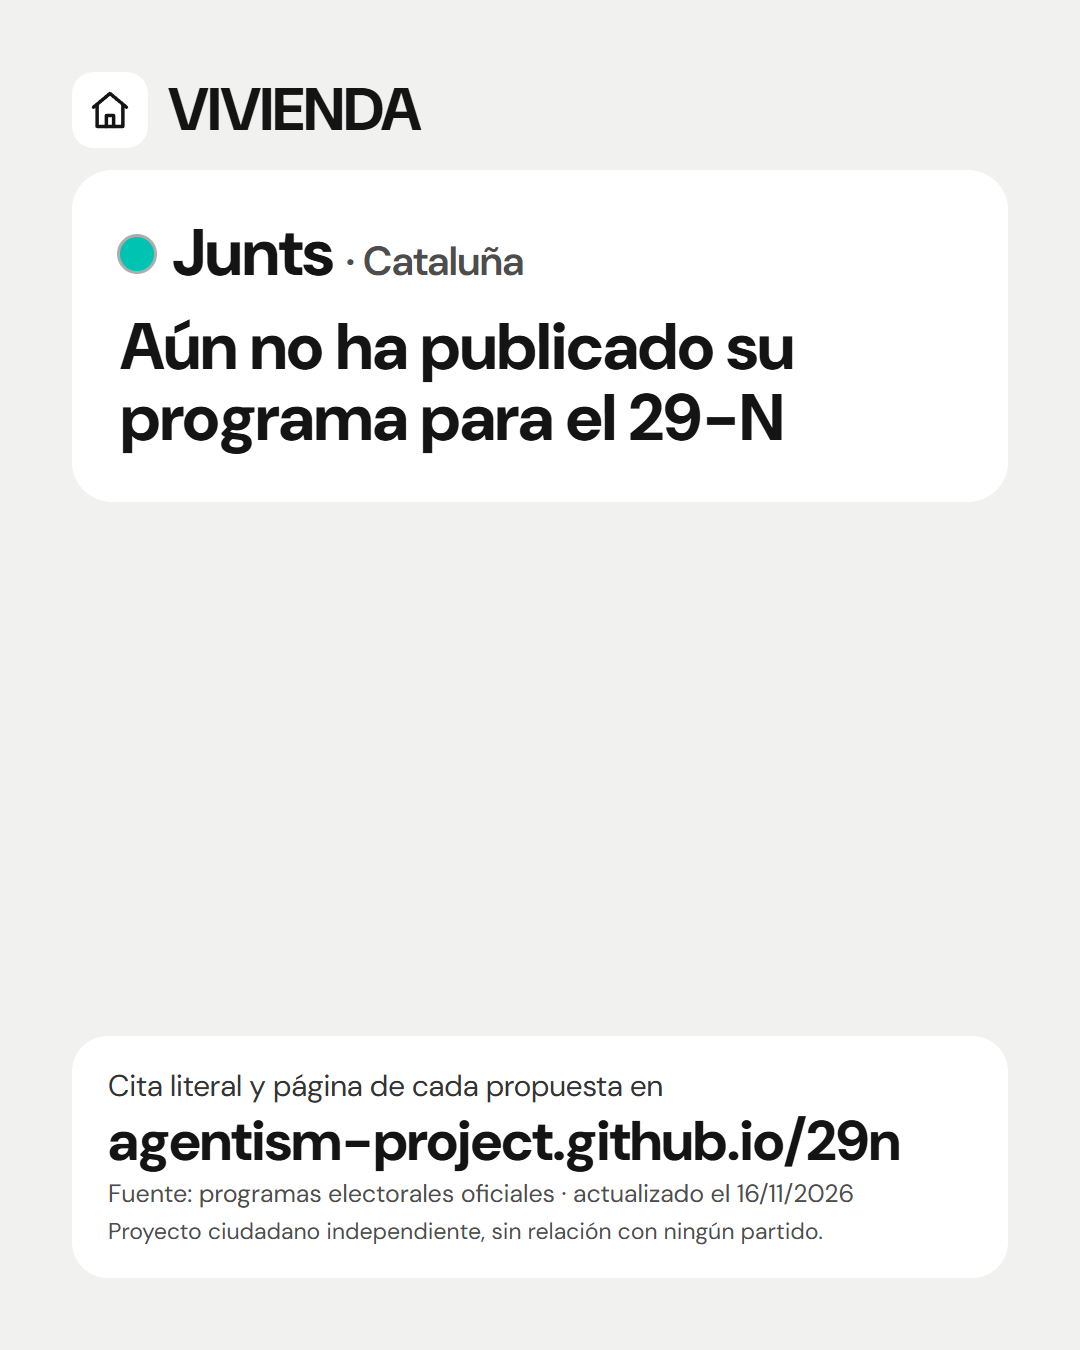 VIVIENDA
Junts · Cataluña
Aún no ha publicado su
programa para el 29-N
Cita literal y página de cada propuesta en
agentism-project.github.io/29n
Fuente: programas electorales oficiales · actualizado el 16/11/2026
Proyecto ciudadano independiente, sin relación con ningún partido.